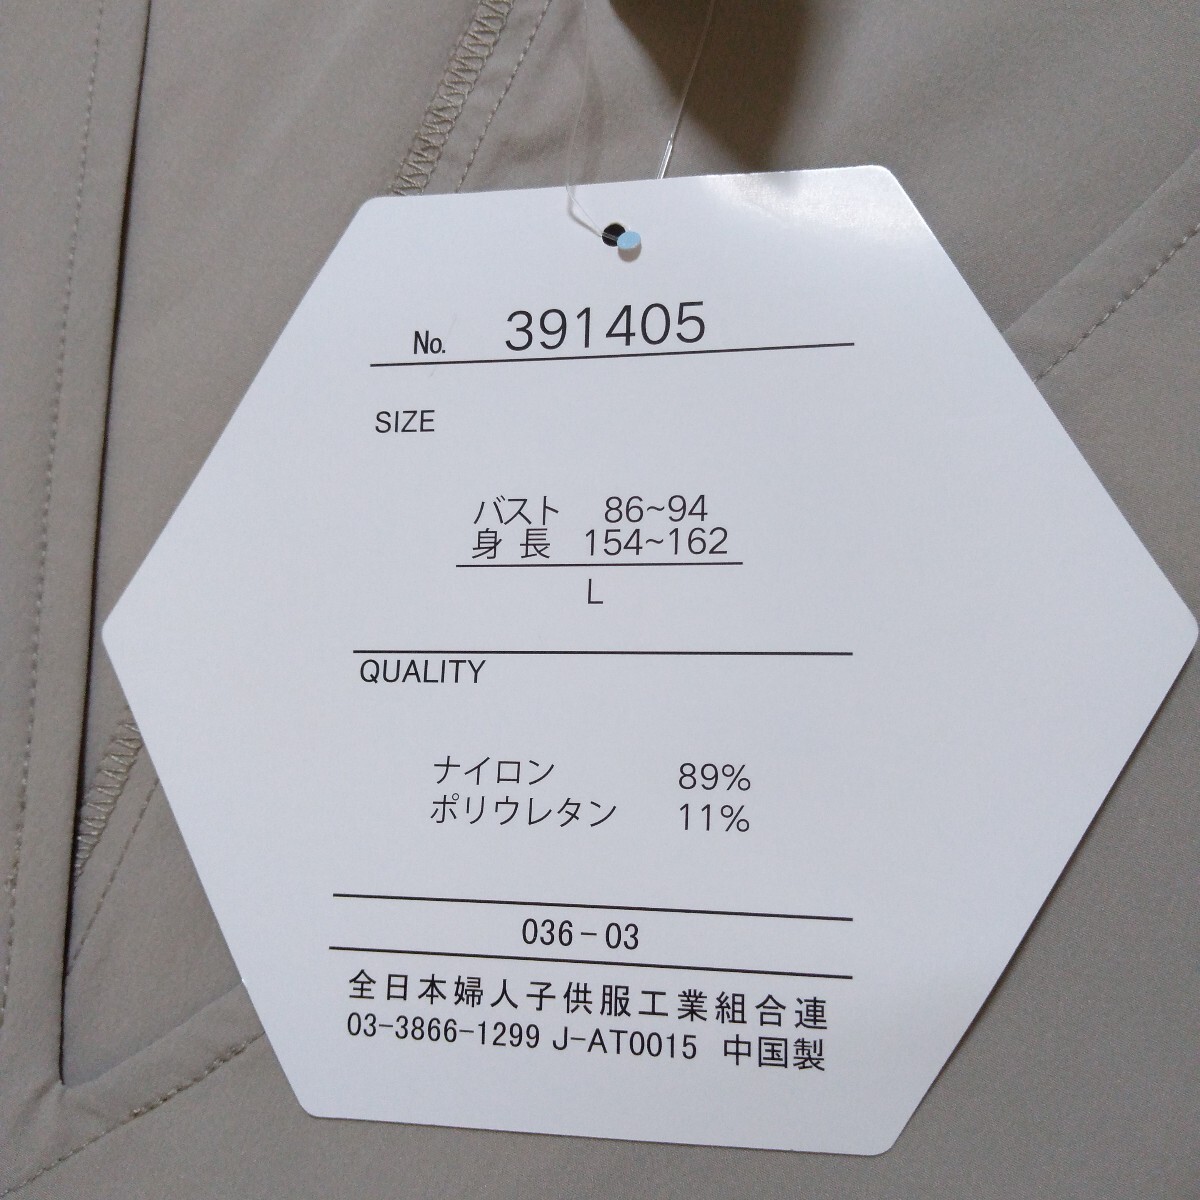 No. 391405
SIZE
バスト 86~94
身長 154~162
L
QUALITY
ナイロン 89%
ポリウレタン 11%
036-03
全日本婦人子供服工業組合連
03-3866-1299 J-AT0015 中国製